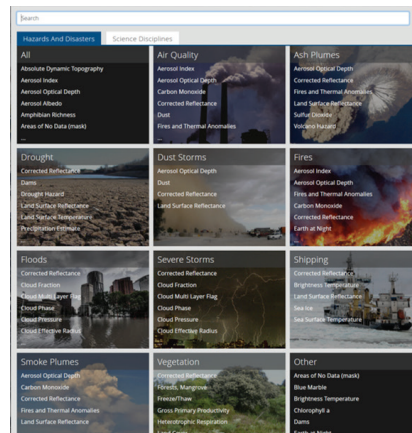 Search
Hazards And Disasters
Science Disciplines
All
Absolute Dynamic Topography
Aerosol Index
Aerosol Optical Depth
Aerosol Albedo
Amphibian Richness
Areas of No Data (mask)
...
Air Quality
Aerosol Index
Aerosol Optical Depth
Carbon Monoxide
Corrected Reflectance
Dust
Fires and Thermal Anomalies
...
Ash Plumes
Aerosol Optical Depth
Corrected Reflectance
Fires and Thermal Anomalies
Land Surface Reflectance
Sulfur Dioxide
Volcano Hazard
Drought
Corrected Reflectance
Dams
Drought Hazard
Land Surface Reflectance
Land Surface Temperature
Precipitation Estimate
Dust Storms
Aerosol Optical Depth
Dust
Corrected Reflectance
Land Surface Reflectance
Fires
Aerosol Index
Aerosol Optical Depth
Fires and Thermal Anomalies
Carbon Monoxide
Corrected Reflectance
Earth at Night
Floods
Corrected Reflectance
Cloud Fraction
Cloud Multi Layer Flag
Cloud Phase
Cloud Pressure
Cloud Effective Radius
Severe Storms
Corrected Reflectance
Cloud Fraction
Cloud Multi Layer Flag
Cloud Phase
Cloud Pressure
Cloud Effective Radius
Shipping
Corrected Reflectance
Brightness Temperature
Land Surface Reflectance
Sea Ice
Sea Surface Temperature
Smoke Plumes
Aerosol Optical Depth
Carbon Monoxide
Corrected Reflectance
Fires and Thermal Anomalies
Land Surface Reflectance
Vegetation
Corrected Reflectance
Forests, Mangrove
Freeze/Thaw
Gross Primary Productivity
Heterotrophic Respiration
Land Cover
Other
Areas of No Data (mask)
Blue Marble
Brightness Temperature
Chlorophyll a
Dams
Earth at Night